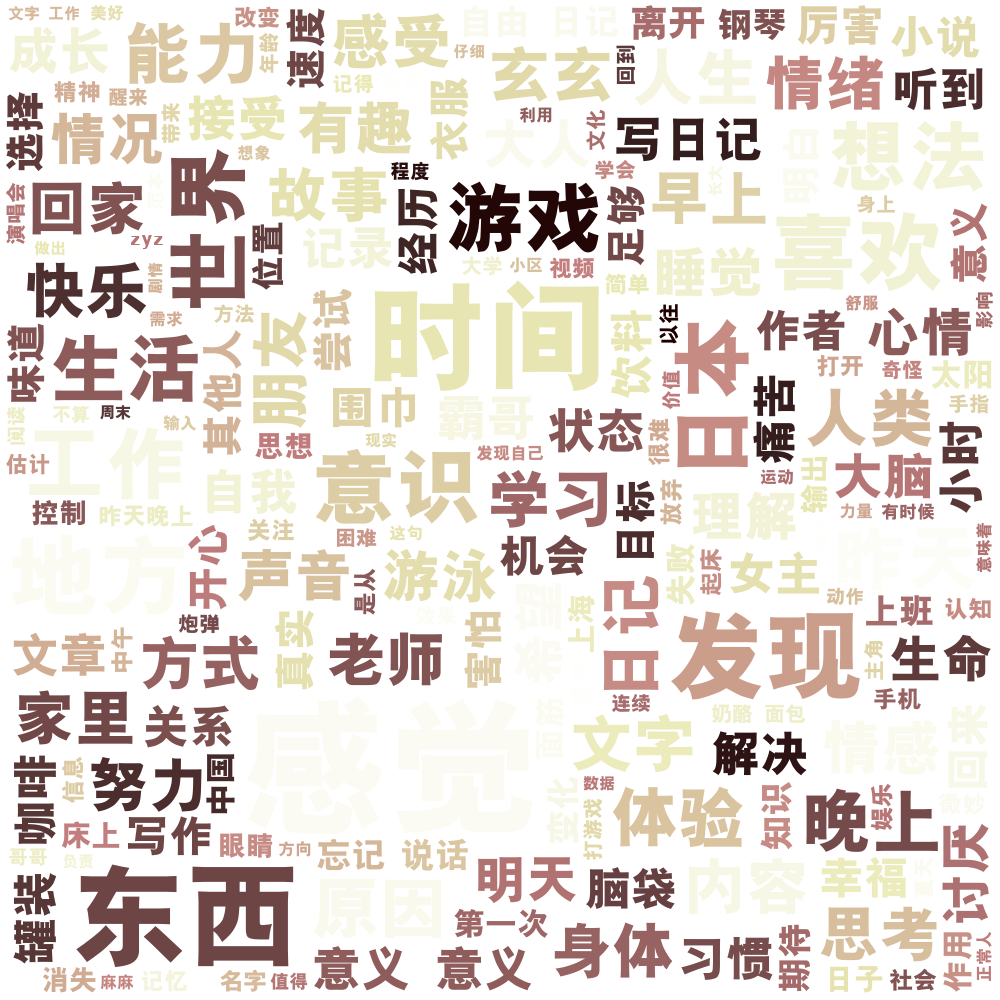 文字 工作 美好
改变
速度
感受
自由 日记
离开 钢琴 厉害 小说
成长 能力
年龄
仔细
玄玄
回到
人生
情绪 听到
记得
精神 醒来
选择
情况
带来
接受
有趣
衣服
利用
文化
写日记
大人
明白
想法
想象
学会
程度
长大
演唱会
回家
世界
故事
经历
游戏
足够
早上
身上
喜欢
意义
zyz
做出
位置
记录
大学 小区 视频
简单
睡觉
快乐
剧情
需求
方法
尝试
时间
以往
舒服
影响
作者 心情
味道
生活
其他人
朋友
饮料
日本
价值
打开 奇怪 太阳
手指
围巾
霸哥
痛苦
人类
阅读
不算 周末
输入
思想
现实
状态
很难
小时
估计
工作
发现自己
运动
大脑
输出
意识
学习
目标
放弃
自我
理解
力量 有时候
控制 昨天晚上
关注 困难 这句
机会
昨天
意味着
地方
开心
声音
是从
游泳
失败
起床
女主
动作
希望
日记
上海
炮弹
效果
上班 认知
文章
中午
方式
真实
老师
害怕
发现
主角
生命
连续
手机
家里 关系
感觉
面筋
奶酪 面包
文字
解决
情感
回来
咖啡
信息
努力
中国
变化
数据
打游戏
体验
知识
晚上
娱乐
微妙
床上 写作
眼睛 方向 忘记 说话
哥哥 负责
讨厌
明天
脑袋
内容
幸福
罐装
东西
原因
第一次
思考
作用
身体
习惯
期待
正常人
消失 麻麻 记忆
名字 值得 意义 意义
日子 社会